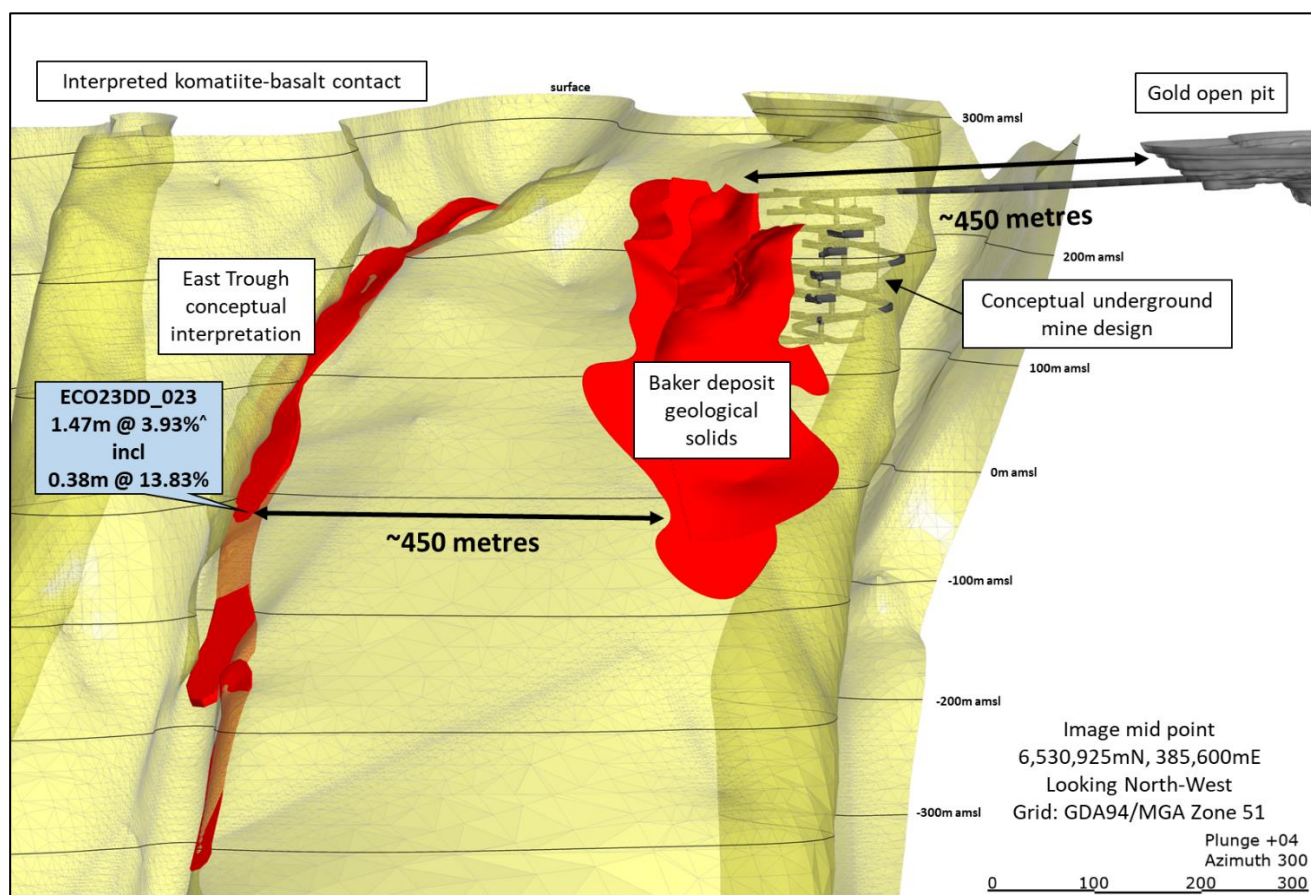 Interpreted komatiite-basalt contact
surface
Gold open pit
300m amsl
~450 metres
200m amsl
East Trough
conceptual
interpretation
Conceptual underground
mine design
100m amsl
Baker deposit
geological
solids
ECO23DD_023
1.47m @ 3.93%^
incl
0.38m @ 13.83%
0m amsl
~450 metres
-100m amsl
-200m amsl
Image mid point
6,530,925mN, 385,600mE
Looking North-West
Grid: GDA94/MGA Zone 51
-300m amsl
Plunge +04
Azimuth 300
0 100 200 300